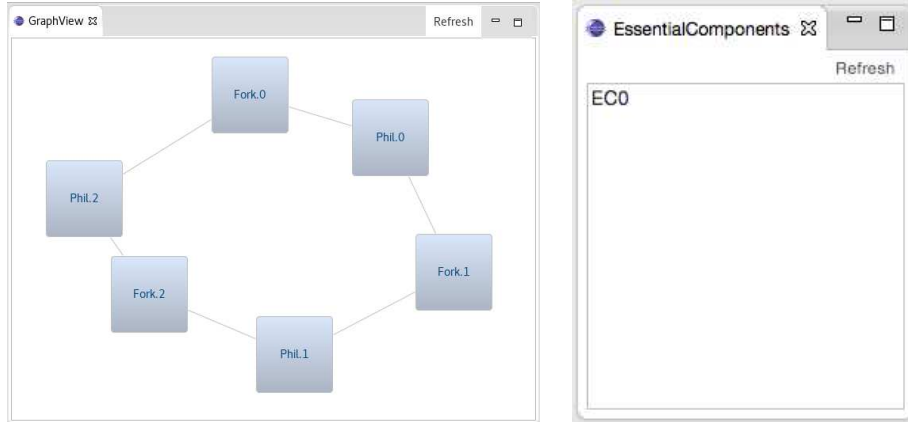 GraphView
Refresh
Fork.0
Phil.0
Phil.2
Fork.1
Fork.2
Phil.1
EssentialComponents
Refresh
EC0